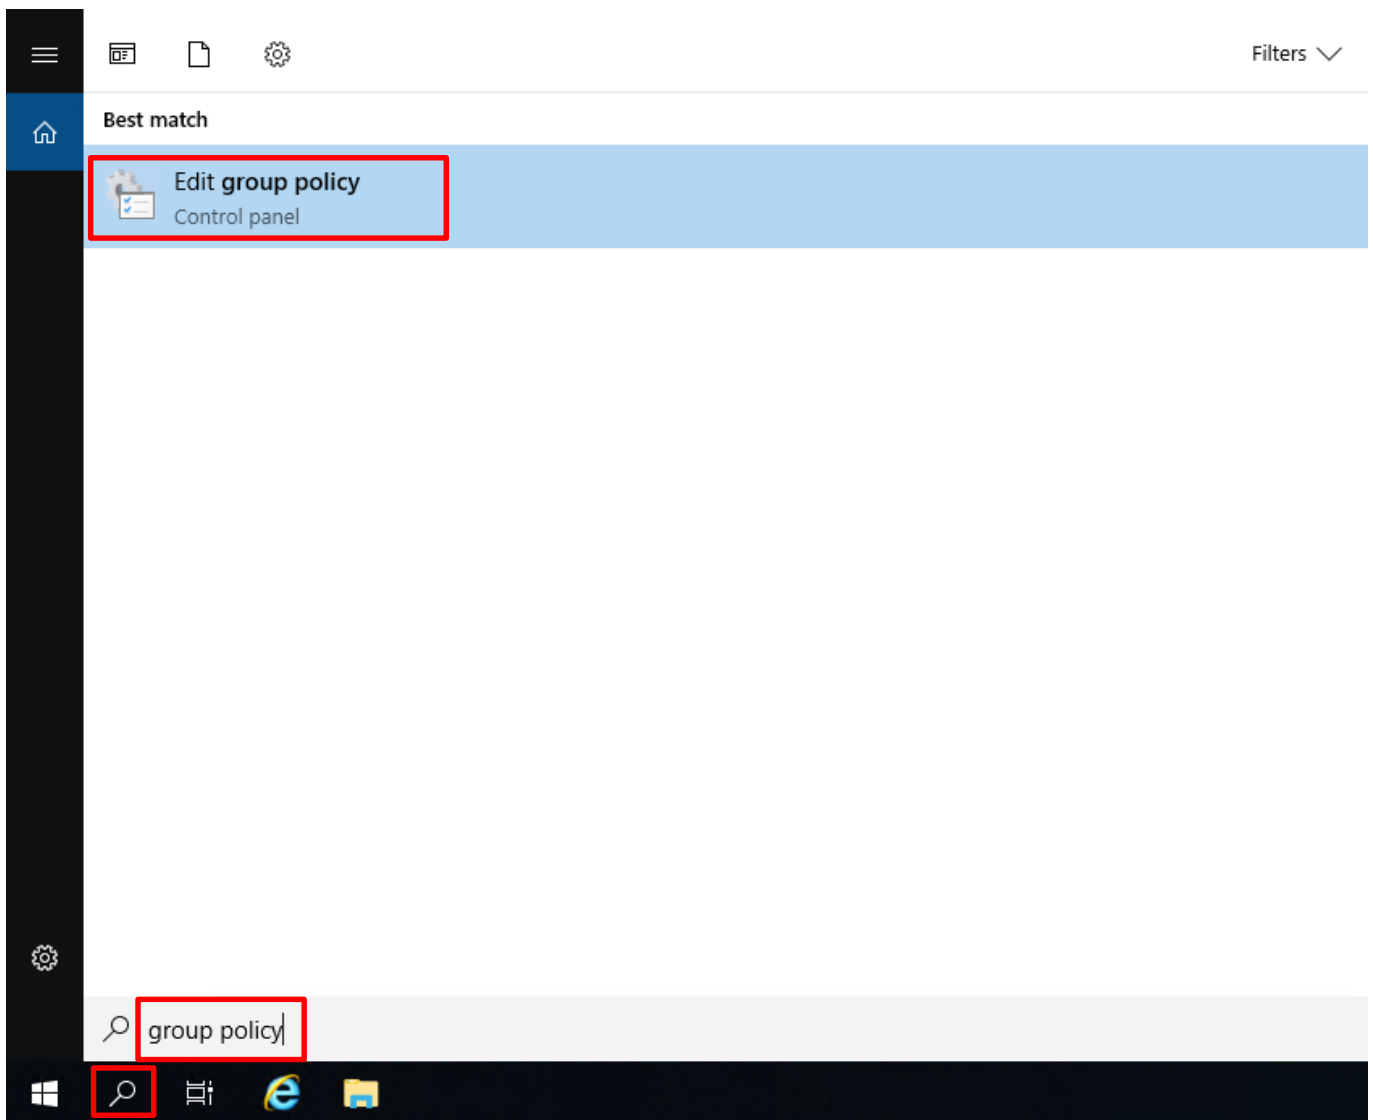 Filters
Best match
Edit group policy
Control panel
group policy